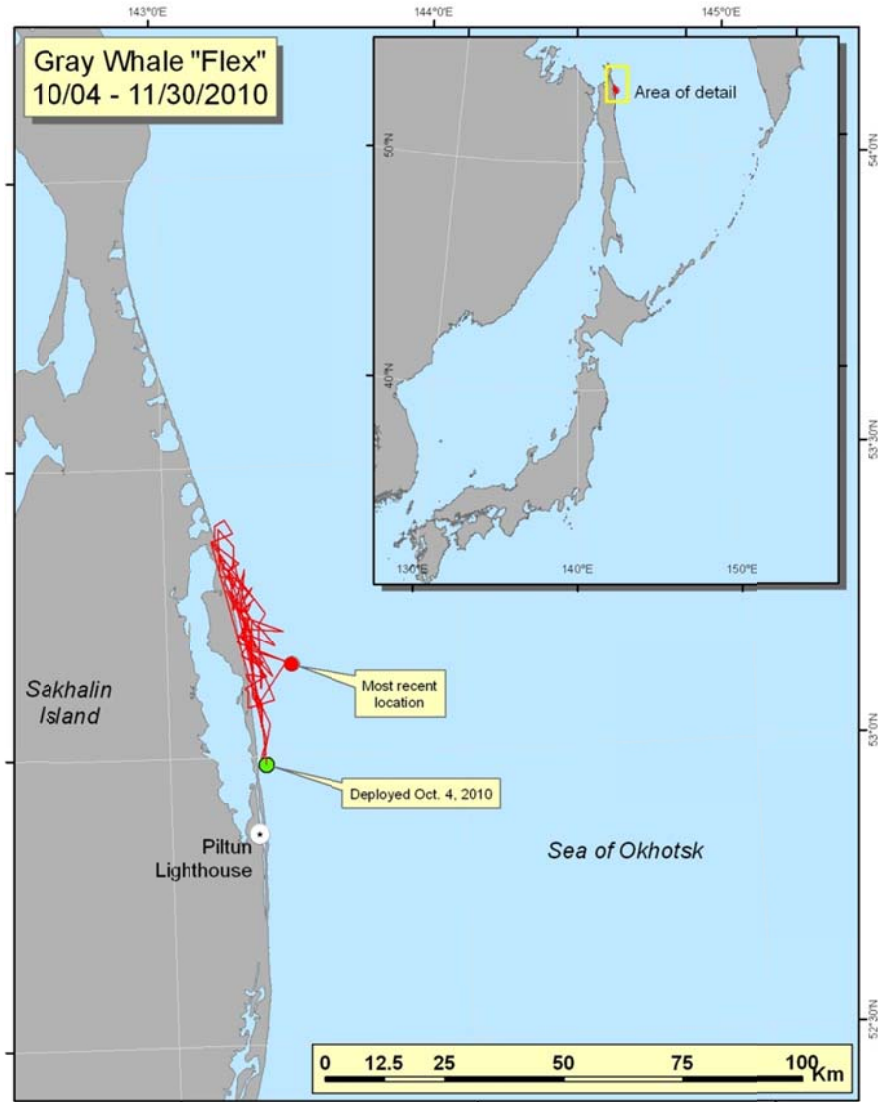 143°0'E
144°0'E
145°0'E
Gray Whale "Flex"
10/04 - 11/30/2010
Area of detail
50°N
40°N
130°E
140°E
150°E
54°0'N
53°30'N
53°0'N
52°30'N
Sakhalin
Island
Most recent
location
Deployed Oct. 4, 2010
Piltun
Lighthouse
Sea of Okhotsk
0 12.5 25 50 75 100
Km